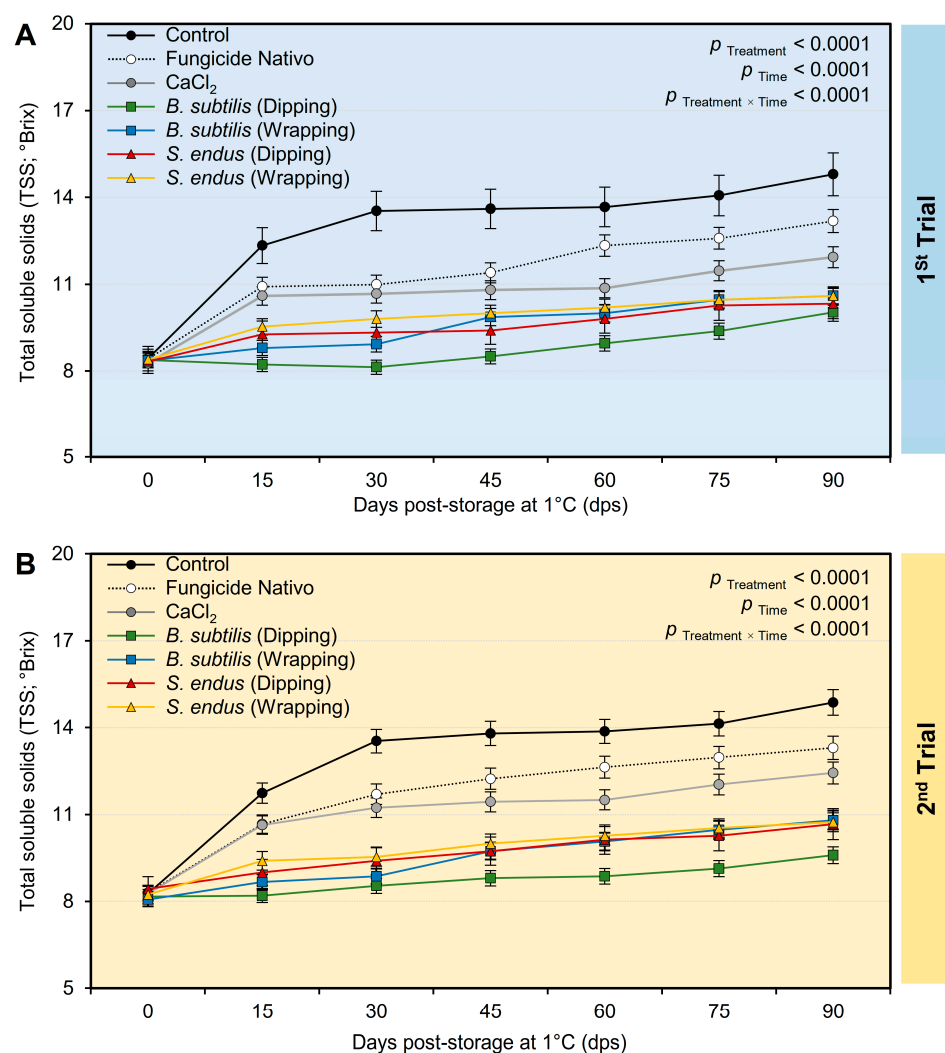 A
20
17
14
11
8
5
Total soluble solids (TSS; °Brix)
Control
Fungicide Nativo
CaCl₂
B. subtilis (Dipping)
B. subtilis (Wrapping)
S. endus (Dipping)
S. endus (Wrapping)
p Treatment < 0.0001
p Time < 0.0001
p Treatment × Time < 0.0001
0 15 30 45 60 75 90
Days post-storage at 1°C (dps)
1St Trial
B
20
17
14
11
8
5
Total soluble solids (TSS; °Brix)
Control
Fungicide Nativo
CaCl₂
B. subtilis (Dipping)
B. subtilis (Wrapping)
S. endus (Dipping)
S. endus (Wrapping)
p Treatment < 0.0001
p Time < 0.0001
p Treatment × Time < 0.0001
0 15 30 45 60 75 90
Days post-storage at 1°C (dps)
2nd Trial